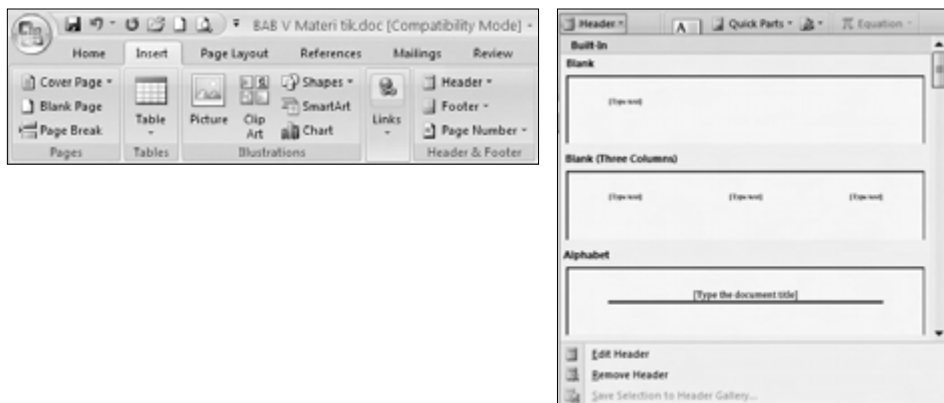 BAB V Materi tik.doc [Compatibility Mode] -
Home Insert Page Layout References Mailings Review
Cover Page
Blank Page
Page Break
Pages
Table
Tables
Picture
Clip Art
Shapes
SmartArt
Chart
Illustrations
Links
Header
Footer
Page Number
Header & Footer
Header A Quick Parts π Equation
Built-In
Blank
[Type text]
Blank (Three Columns)
[Type text] [Type text] [Type text]
Alphabet
[Type the document title]
Edit Header
Remove Header
Save Selection to Header Gallery...